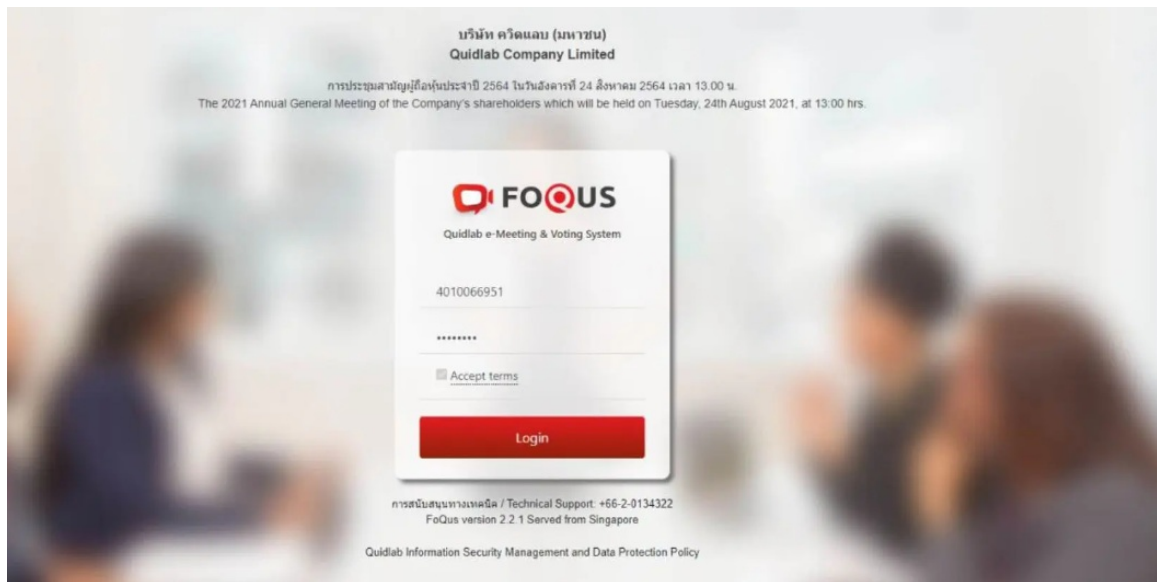 บริษัท ควิดแลบ (มหาชน)
Quidlab Company Limited
การประชุมสามัญผู้ถือหุ้นประจำปี 2564 ในวันอังคารที่ 24 สิงหาคม 2564 เวลา 13.00 น.
The 2021 Annual General Meeting of the Company's shareholders which will be held on Tuesday, 24th August 2021, at 13:00 hrs.
FOQUS
Quidlab e-Meeting & Voting System
4010066951
••••••••
Accept terms
Login
การสนับสนุนทางเทคนิค / Technical Support: +66-2-0134322
FoQus version 2.2.1 Served from Singapore
Quidlab Information Security Management and Data Protection Policy